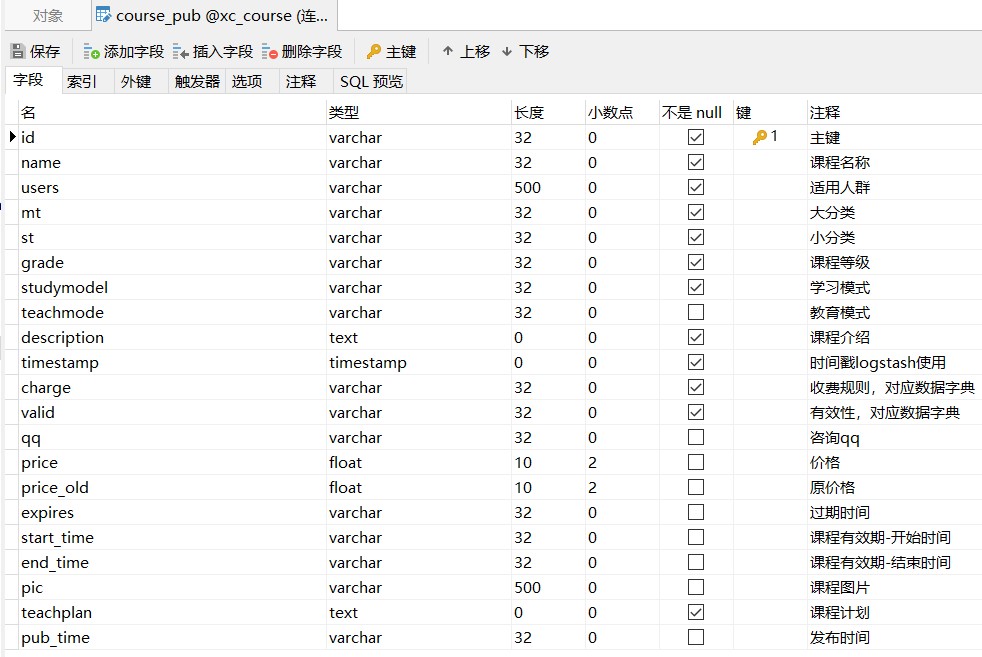 对象 course_pub @xc_course (连...
保存 添加字段 插入字段 删除字段 主键 上移 下移
字段 索引 外键 触发器 选项 注释 SQL 预览
名 类型 长度 小数点 不是 null 键 注释
id varchar 32 0 1 主键
name varchar 32 0 课程名称
users varchar 500 0 适用人群
mt varchar 32 0 大分类
st varchar 32 0 小分类
grade varchar 32 0 课程等级
studymodel varchar 32 0 学习模式
teachmode varchar 32 0 教育模式
description text 0 0 课程介绍
timestamp timestamp 0 0 时间戳logstash使用
charge varchar 32 0 收费规则，对应数据字典
valid varchar 32 0 有效性，对应数据字典
qq varchar 32 0 咨询qq
price float 10 2 价格
price_old float 10 2 原价格
expires varchar 32 0 过期时间
start_time varchar 32 0 课程有效期-开始时间
end_time varchar 32 0 课程有效期-结束时间
pic varchar 500 0 课程图片
teachplan text 0 0 课程计划
pub_time varchar 32 0 发布时间